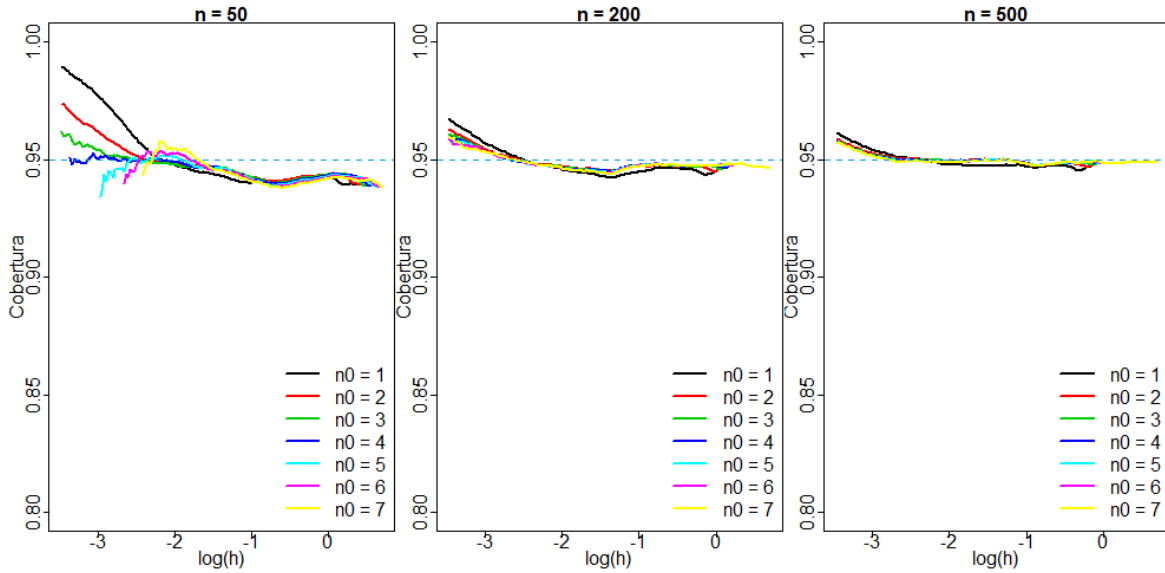 n = 50
1.00
0.95
0.90
0.85
0.80
Cobertura
n0 = 1
n0 = 2
n0 = 3
n0 = 4
n0 = 5
n0 = 6
n0 = 7
-3 -2 -1 0
log(h)
n = 200
1.00
0.95
0.90
0.85
0.80
Cobertura
n0 = 1
n0 = 2
n0 = 3
n0 = 4
n0 = 5
n0 = 6
n0 = 7
-3 -2 -1 0
log(h)
n = 500
1.00
0.95
0.90
0.85
0.80
Cobertura
n0 = 1
n0 = 2
n0 = 3
n0 = 4
n0 = 5
n0 = 6
n0 = 7
-3 -2 -1 0
log(h)